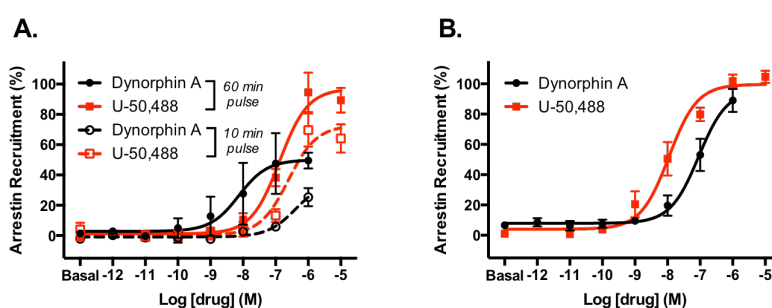 A.
Arrestin Recruitment (%)
100
80
60
40
20
0
Dynorphin A
U-50,488
60 min
pulse
Dynorphin A
U-50,488
10 min
pulse
Basal -12 -11 -10 -9 -8 -7 -6 -5
Log [drug] (M)
B.
Arrestin Recruitment (%)
100
80
60
40
20
0
Dynorphin A
U-50,488
Basal -12 -11 -10 -9 -8 -7 -6 -5
Log [drug] (M)